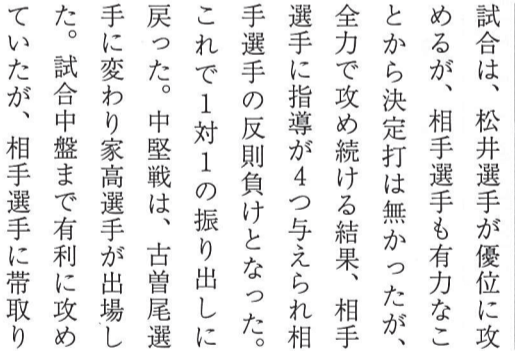 試合は、松井選手が優位に攻
めるが、相手選手も有力なこ
とから決定打は無かったが、
全力で攻め続ける結果、相手
選手に指導が4つ与えられ相
手選手の反則負けとなった。
これで1対1の振り出しに
戻った。中堅戦は、古曽尾選
手に変わり家高選手が出場し
た。試合中盤まで有利に攻め
ていたが、相手選手に帯取り